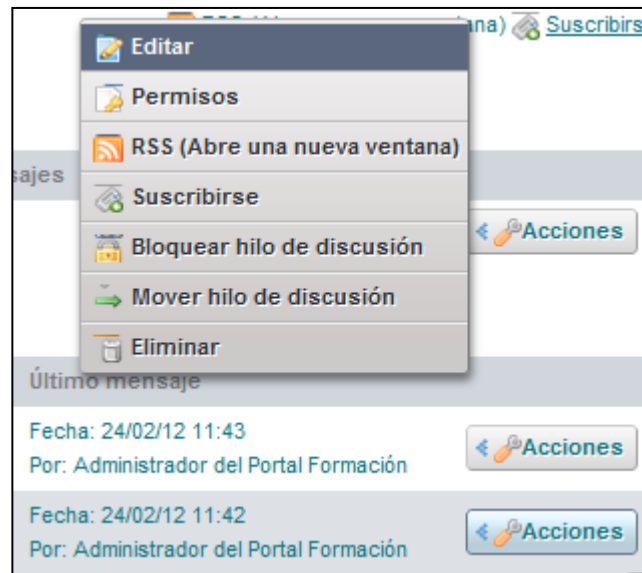 ana) Suscribirs
Editar
Permisos
RSS (Abre una nueva ventana)
sajes
Suscribirse
Acciones
Bloquear hilo de discusión
Mover hilo de discusión
Eliminar
Último mensaje
Fecha: 24/02/12 11:43
Acciones
Por: Administrador del Portal Formación
Fecha: 24/02/12 11:42
Acciones
Por: Administrador del Portal Formación